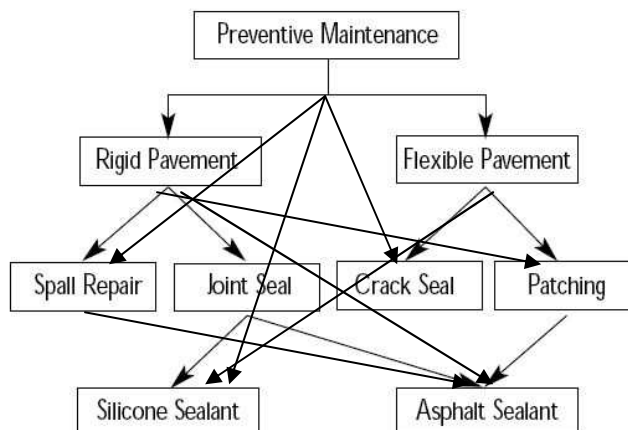 Preventive Maintenance
Rigid Pavement
Flexible Pavement
Spall Repair
Joint Seal
Crack Seal
Patching
Silicone Sealant
Asphalt Sealant